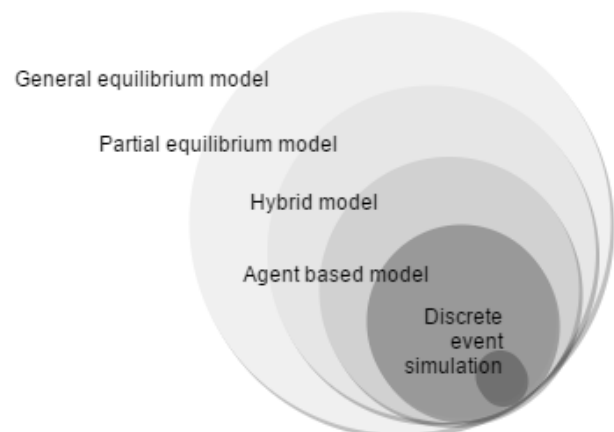 General equilibrium model
Partial equilibrium model
Hybrid model
Agent based model
Discrete
event
simulation